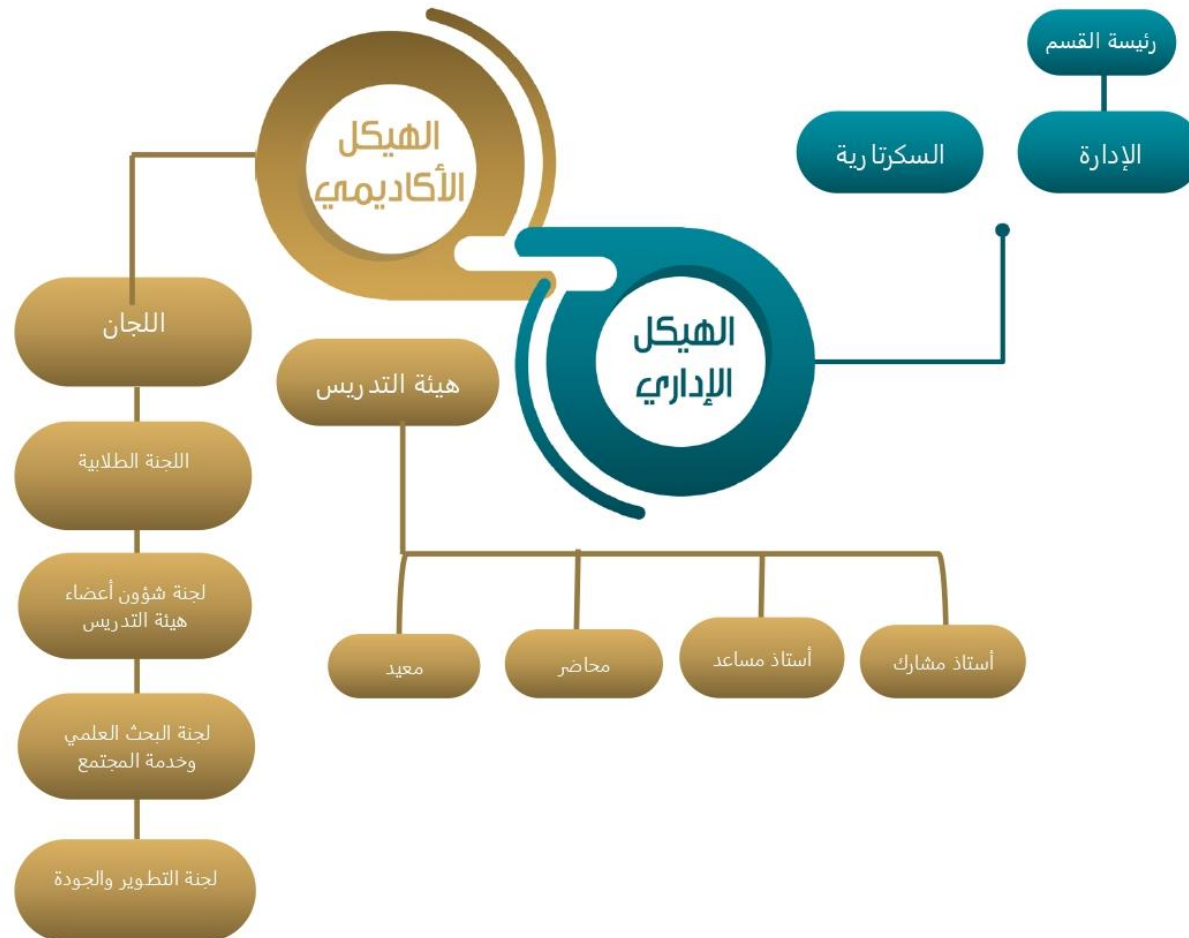 رئيسة القسم
الإدارة
السكرتارية
الهيكل
الأكاديمي
الهيكل
الإداري
اللجان
اللجنة الطلابية
لجنة شؤون أعضاء
هيئة التدريس
لجنة البحث العلمي
وخدمة المجتمع
لجنة التطوير والجودة
هيئة التدريس
أستاذ مشارك
أستاذ مساعد
محاضر
معيد